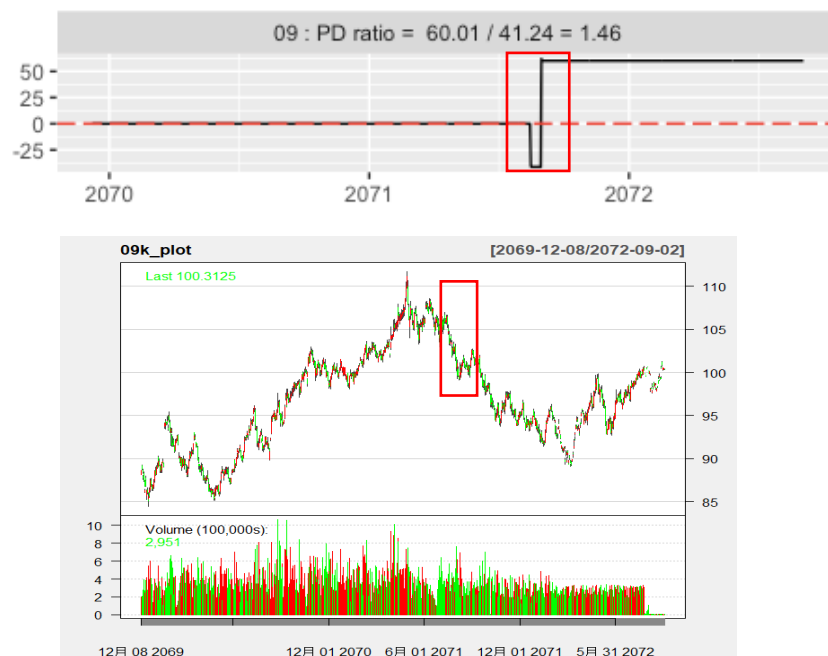 09 : PD ratio = 60.01 / 41.24 = 1.46
50
25
0
-25
2070 2071 2072
09k_plot [2069-12-08/2072-09-02]
Last 100.3125
110
105
100
95
90
85
Volume (100,000s):
2,951
10
8
6
4
2
0
12月 08 2069 12月 01 2070 6月 01 2071 12月 01 2071 5月 31 2072